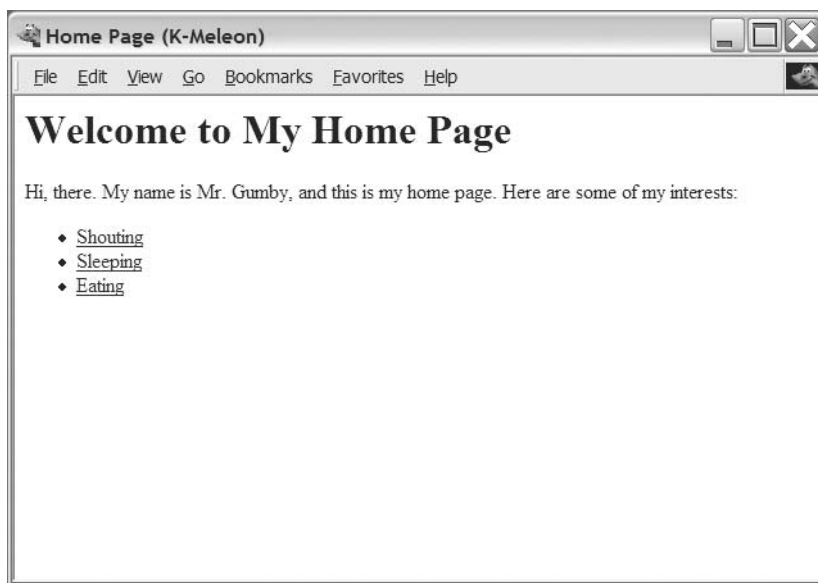 Home Page (K-Meleon)
File Edit View Go Bookmarks Favorites Help
Welcome to My Home Page
Hi, there. My name is Mr. Gumby, and this is my home page. Here are some of my interests:
Shouting
Sleeping
Eating